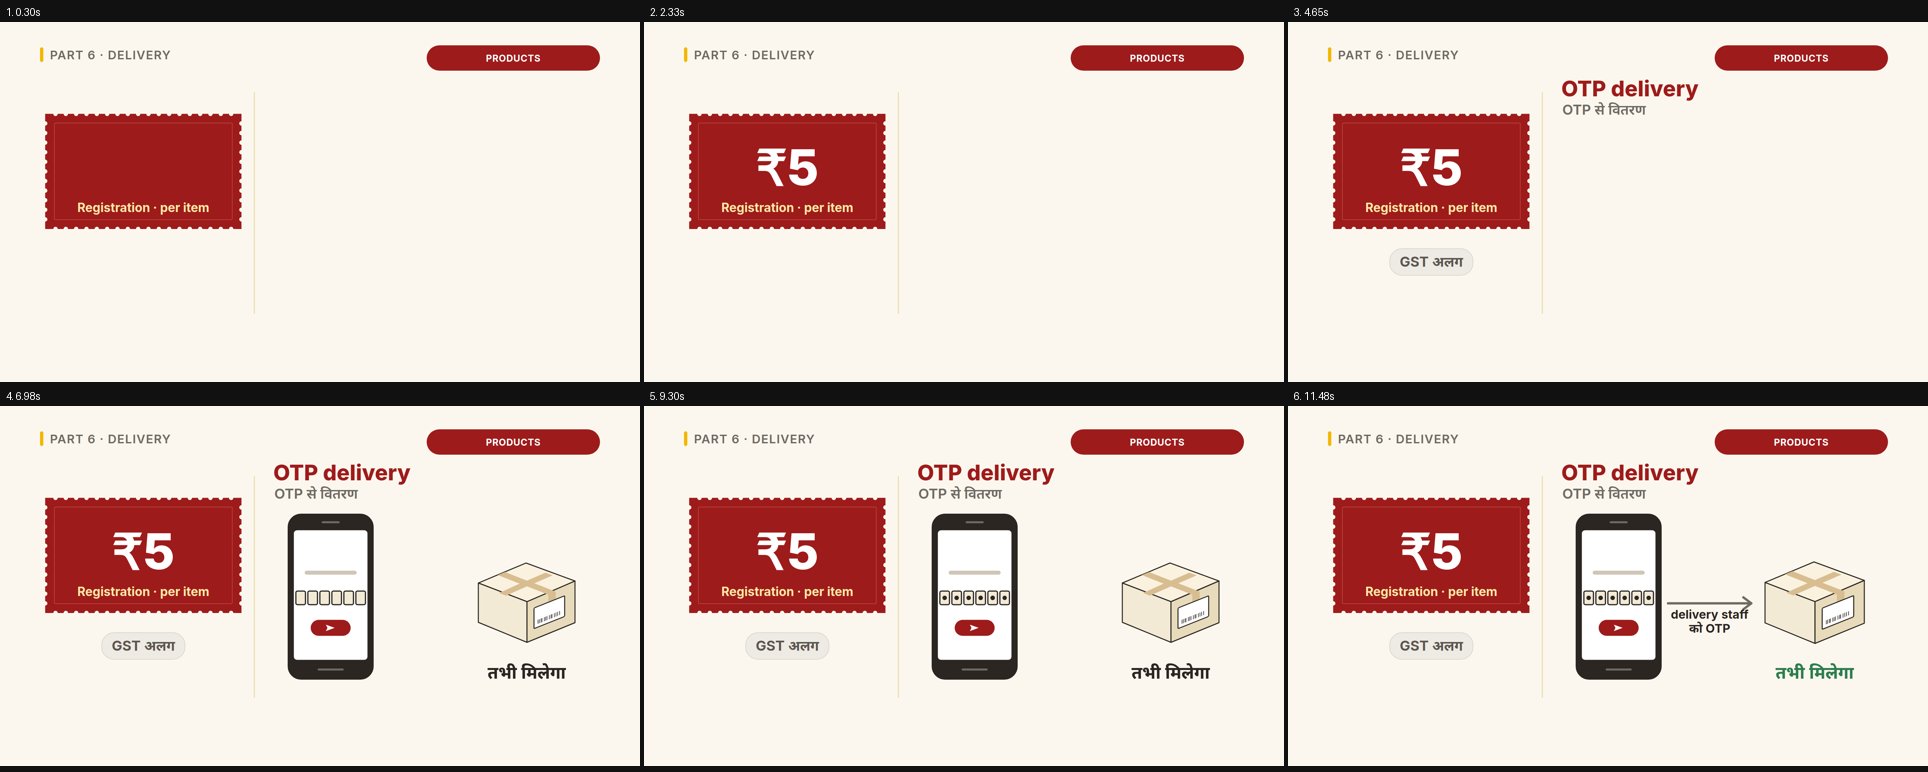 1. 0.30s
PART 6 · DELIVERY
PRODUCTS
Registration · per item
2. 2.33s
PART 6 · DELIVERY
PRODUCTS
₹5
Registration · per item
3. 4.65s
PART 6 · DELIVERY
PRODUCTS
OTP delivery
OTP से वितरण
₹5
Registration · per item
GST अलग
4. 6.98s
PART 6 · DELIVERY
PRODUCTS
OTP delivery
OTP से वितरण
₹5
Registration · per item
GST अलग
तभी मिलेगा
5. 9.30s
PART 6 · DELIVERY
PRODUCTS
OTP delivery
OTP से वितरण
₹5
Registration · per item
GST अलग
तभी मिलेगा
6. 11.48s
PART 6 · DELIVERY
PRODUCTS
OTP delivery
OTP से वितरण
₹5
Registration · per item
GST अलग
delivery staff
को OTP
तभी मिलेगा